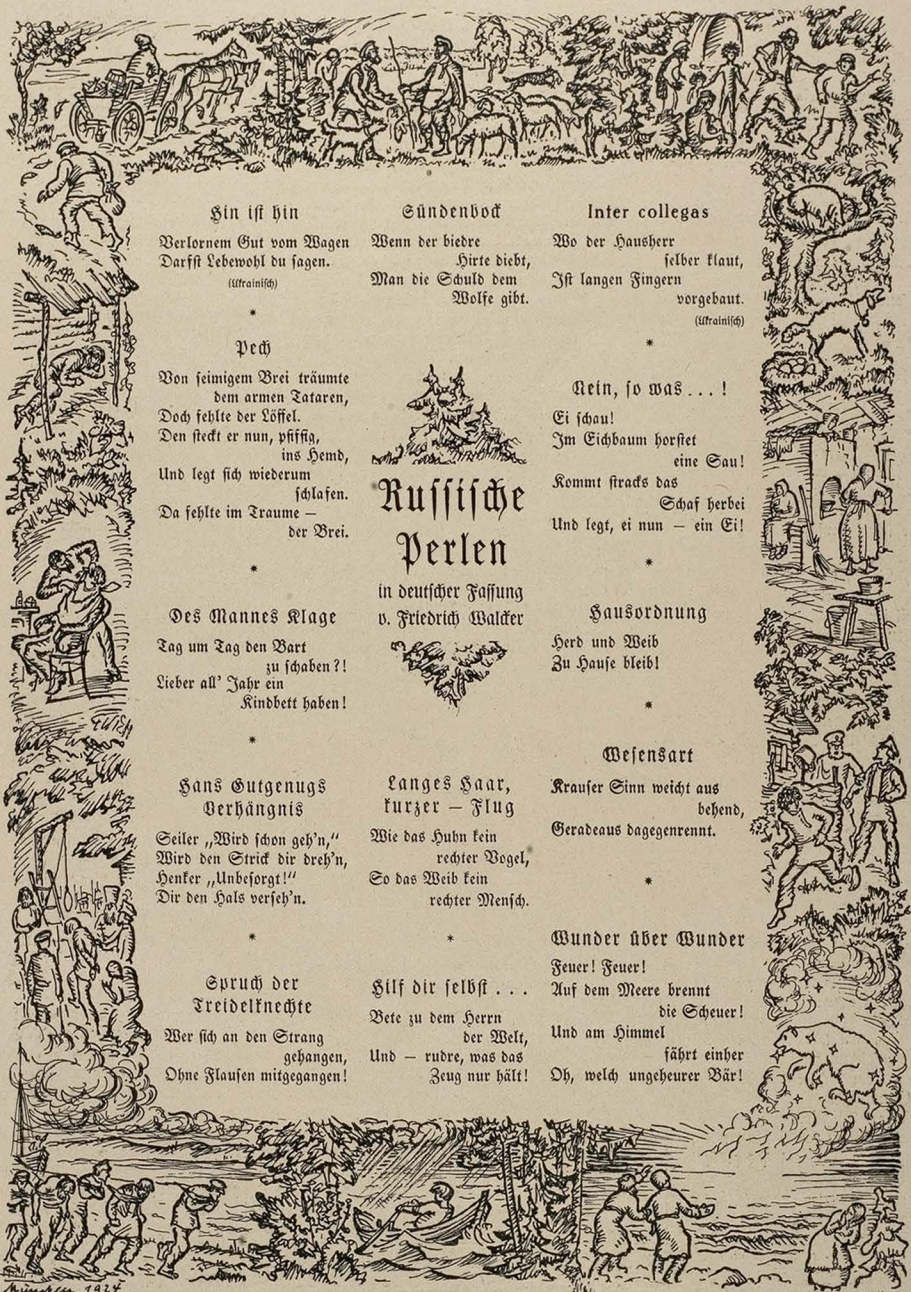 Hin ist hin
Verlornem Gut vom Wagen
Darfst Lebewohl du sagen.
(Ukrainisch)
*
Pech
Von seimigem Brei träumte
dem armen Tataren,
Doch fehlte der Löffel.
Den steckt er nun, pfiffig,
ins Hemd,
Und legt sich wiederum
schlafen.
Da fehlte im Traume —
der Brei.
*
Des Mannes Klage
Tag um Tag den Bart
zu schaben?!
Lieber all' Jahr ein
Kindbett haben!
*
Hans Gutgenugs
Verhängnis
Seiler „Wird schon geh'n,"
Wird den Strick dir dreh'n,
Henker „Unbesorgt!"
Dir den Hals verseh'n.
*
Spruch der
Treidelknechte
Wer sich an den Strang
gehangen,
Ohne Flausen mitgegangen!
Sündenbock
Wenn der biedre
Hirte diebt,
Man die Schuld dem
Wolfe gibt.
Russische
Perlen
in deutscher Fassung
v. Friedrich Walcker
Langes Haar,
kurzer — Flug
Wie das Huhn kein
rechter Vogel,
So das Weib kein
rechter Mensch.
*
Hilf dir selbst . . .
Bete zu dem Herrn
der Welt,
Und — rudre, was das
Zeug nur hält!
Inter collegas
Wo der Hausherr
selber klaut,
Ist langen Fingern
vorgebaut.
(Ukrainisch)
*
Nein, so was . . . !
Ei schau!
Im Eichbaum horstet
eine Sau!
Kommt stracks das
Schaf herbei
Und legt, ei nun — ein Ei!
*
Hausordnung
Herd und Weib
Zu Hause bleib!
*
Wesensart
Krauser Sinn weicht aus
behend,
Geradeaus dagegenrennt.
*
Wunder über Wunder
Feuer! Feuer!
Auf dem Meere brennt
die Scheuer!
Und am Himmel
fährt einher
Oh, welch ungeheurer Bär!
München 1924